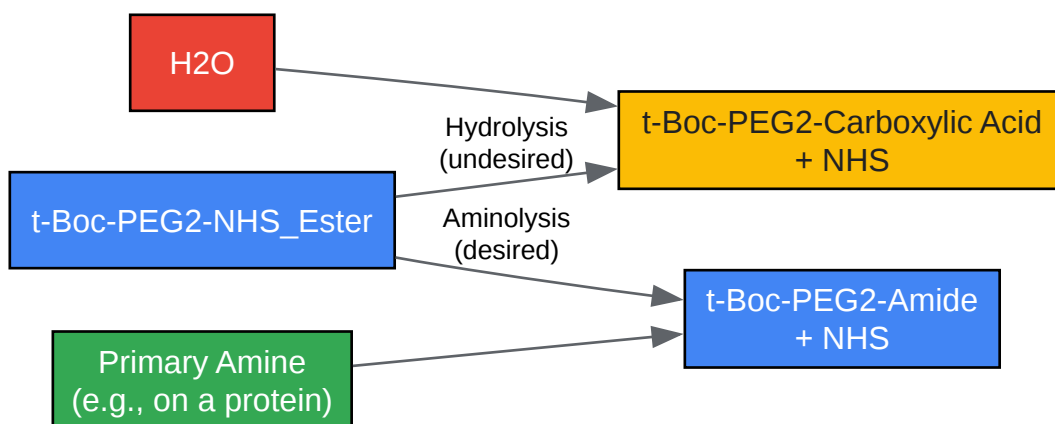 H2O
t-Boc-PEG2-Carboxylic Acid
+ NHS
Hydrolysis
(undesired)
t-Boc-PEG2-NHS_Ester
Aminolysis
(desired)
t-Boc-PEG2-Amide
+ NHS
Primary Amine
(e.g., on a protein)